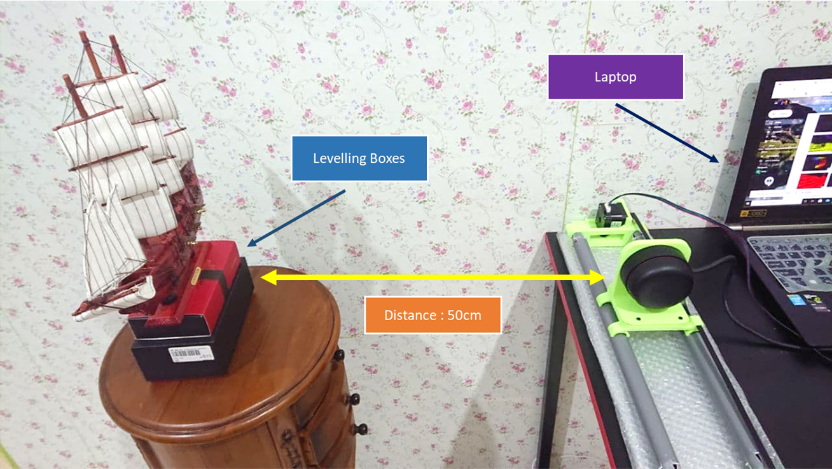 Laptop
Levelling Boxes
Distance : 50cm